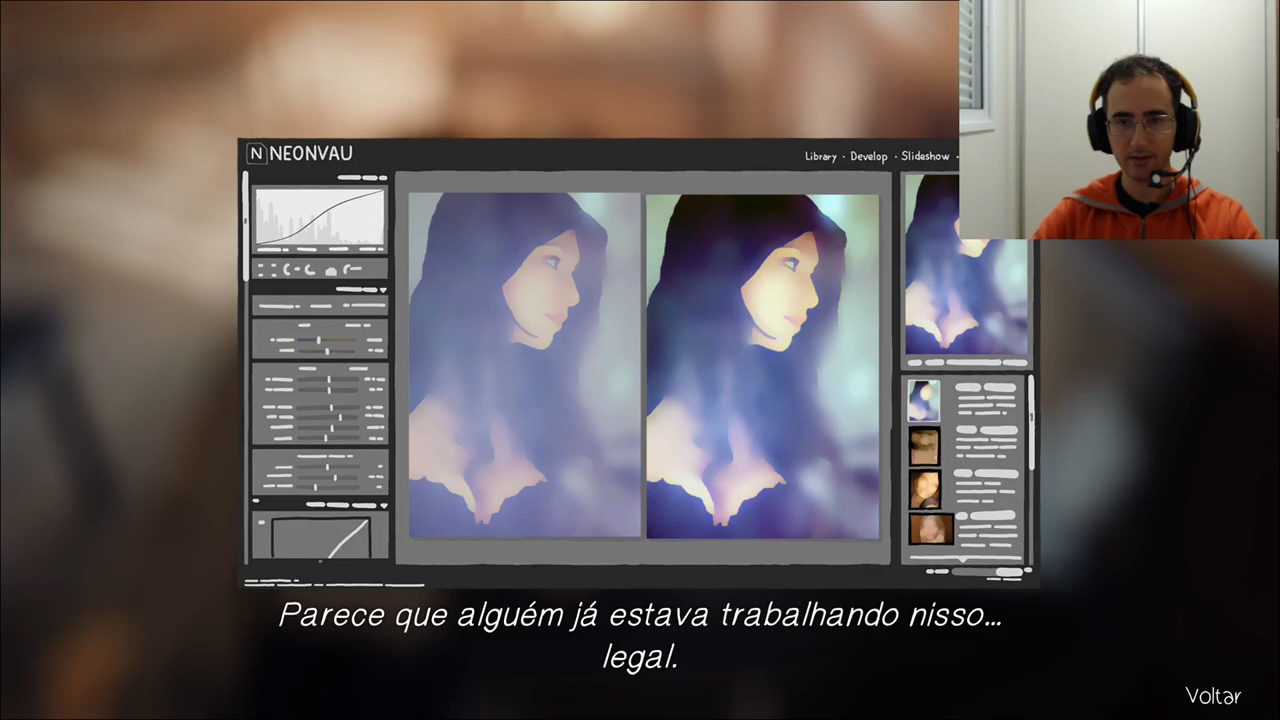 NEONVAU
Library · Develop · Slideshow ·
Parece que alguém já estava trabalhando nisso...
legal.
Voltar